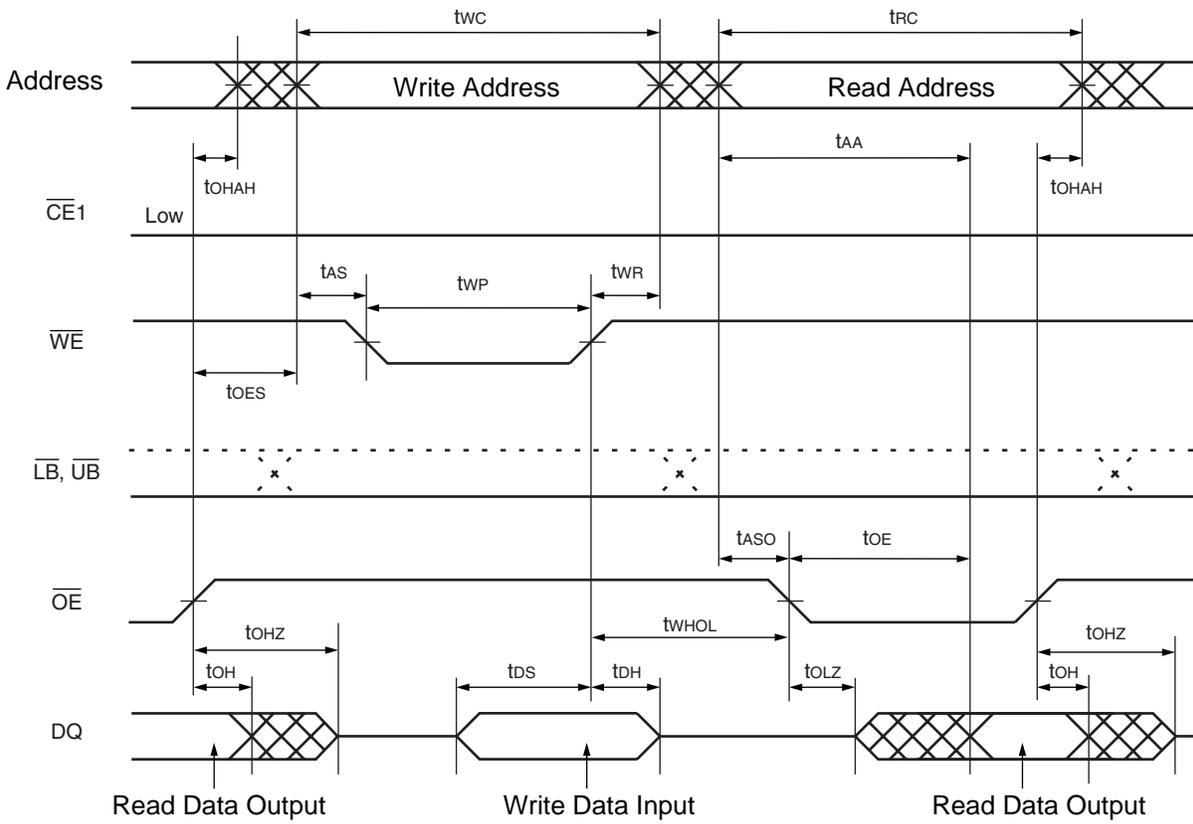 tWC
tRC
Address
Write Address
Read Address
tAA
tOHAH
tOHAH
CE1
Low
tAS
tWP
tWR
WE
tOES
LB, UB
tASO
tOE
OE
tOHZ
tWHOL
tOHZ
tOH
tDS
tDH
tOLZ
tOH
DQ
Read Data Output
Write Data Input
Read Data Output